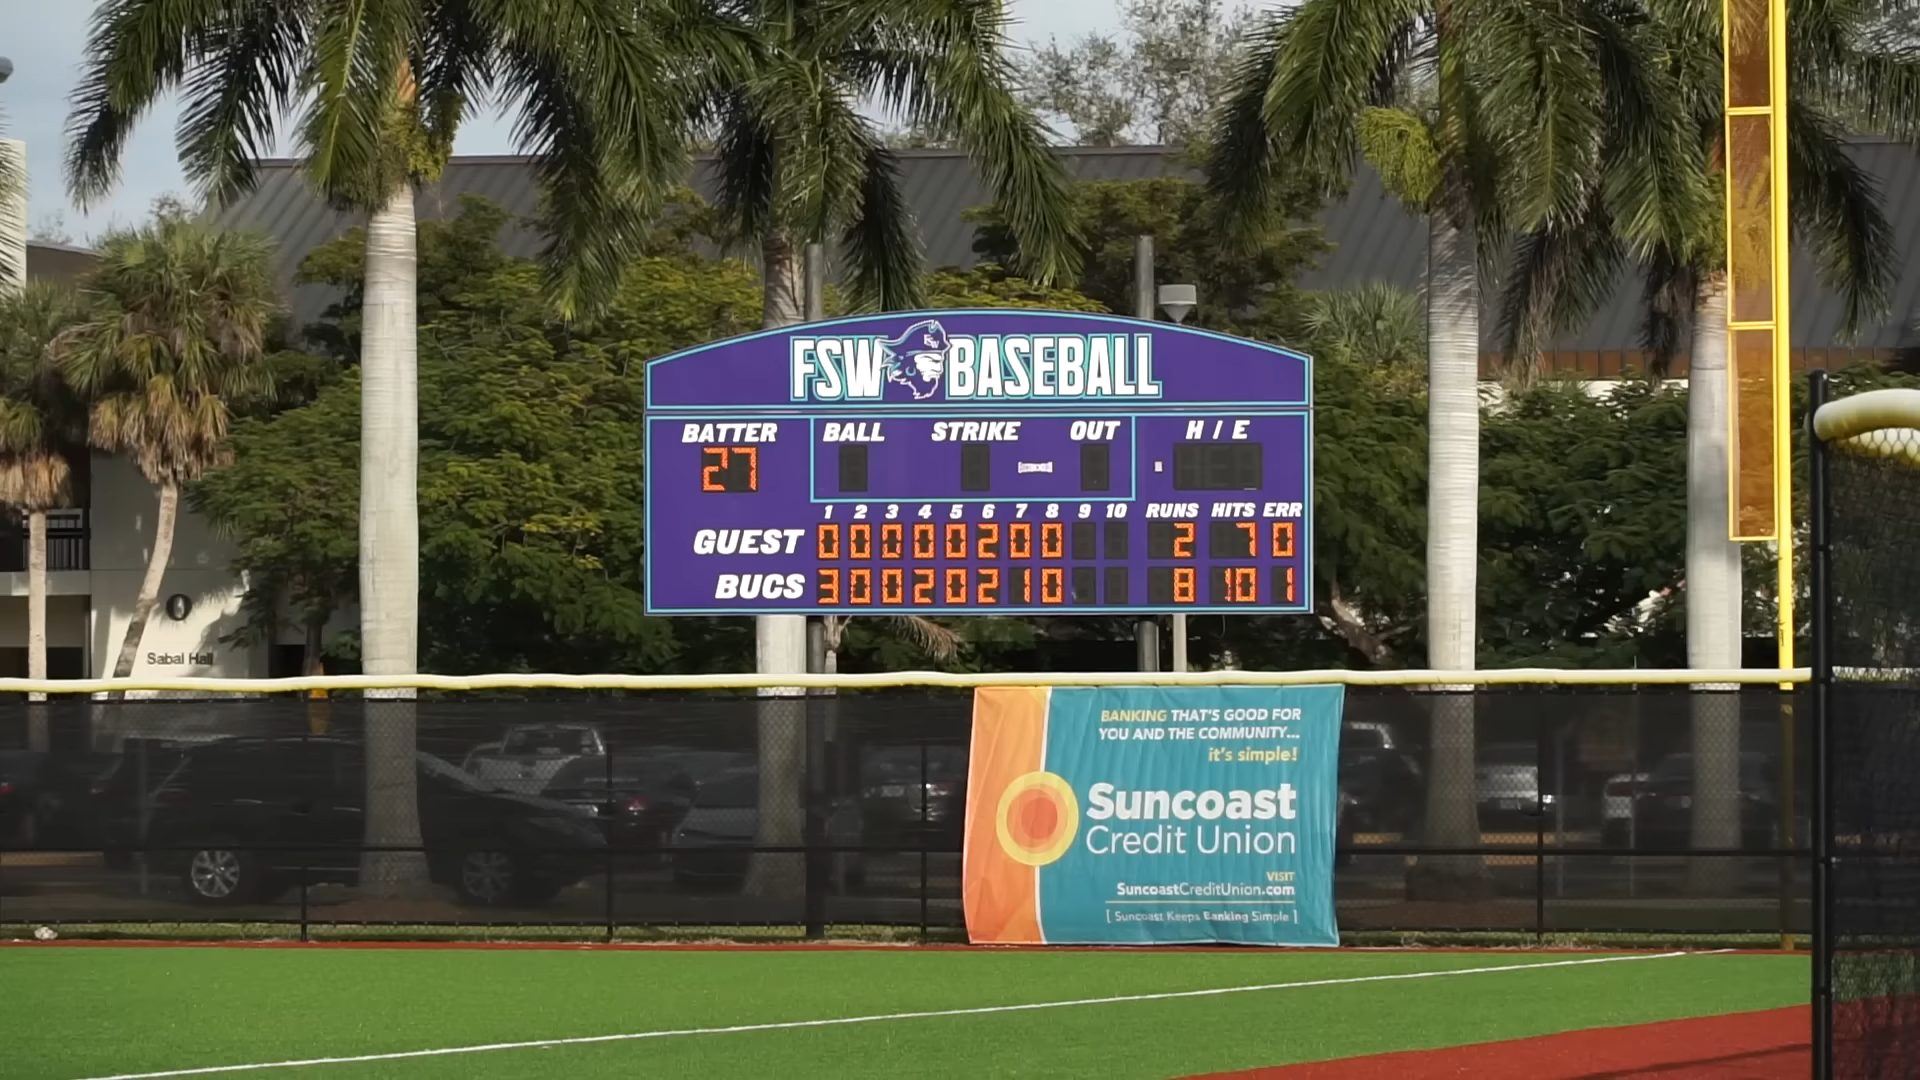 FSW BASEBALL
BATTER BALL STRIKE OUT H / E
27
1 2 3 4 5 6 7 8 9 10 RUNS HITS ERR
GUEST 0 0 0 0 0 2 0 0 2 7 0
BUCS 3 0 0 2 0 2 1 0 8 10 1
Sabal Hall
BANKING THAT'S GOOD FOR
YOU AND THE COMMUNITY...
it's simple!
Suncoast
Credit Union
VISIT
SuncoastCreditUnion.com
[ Suncoast Keeps Banking Simple ]